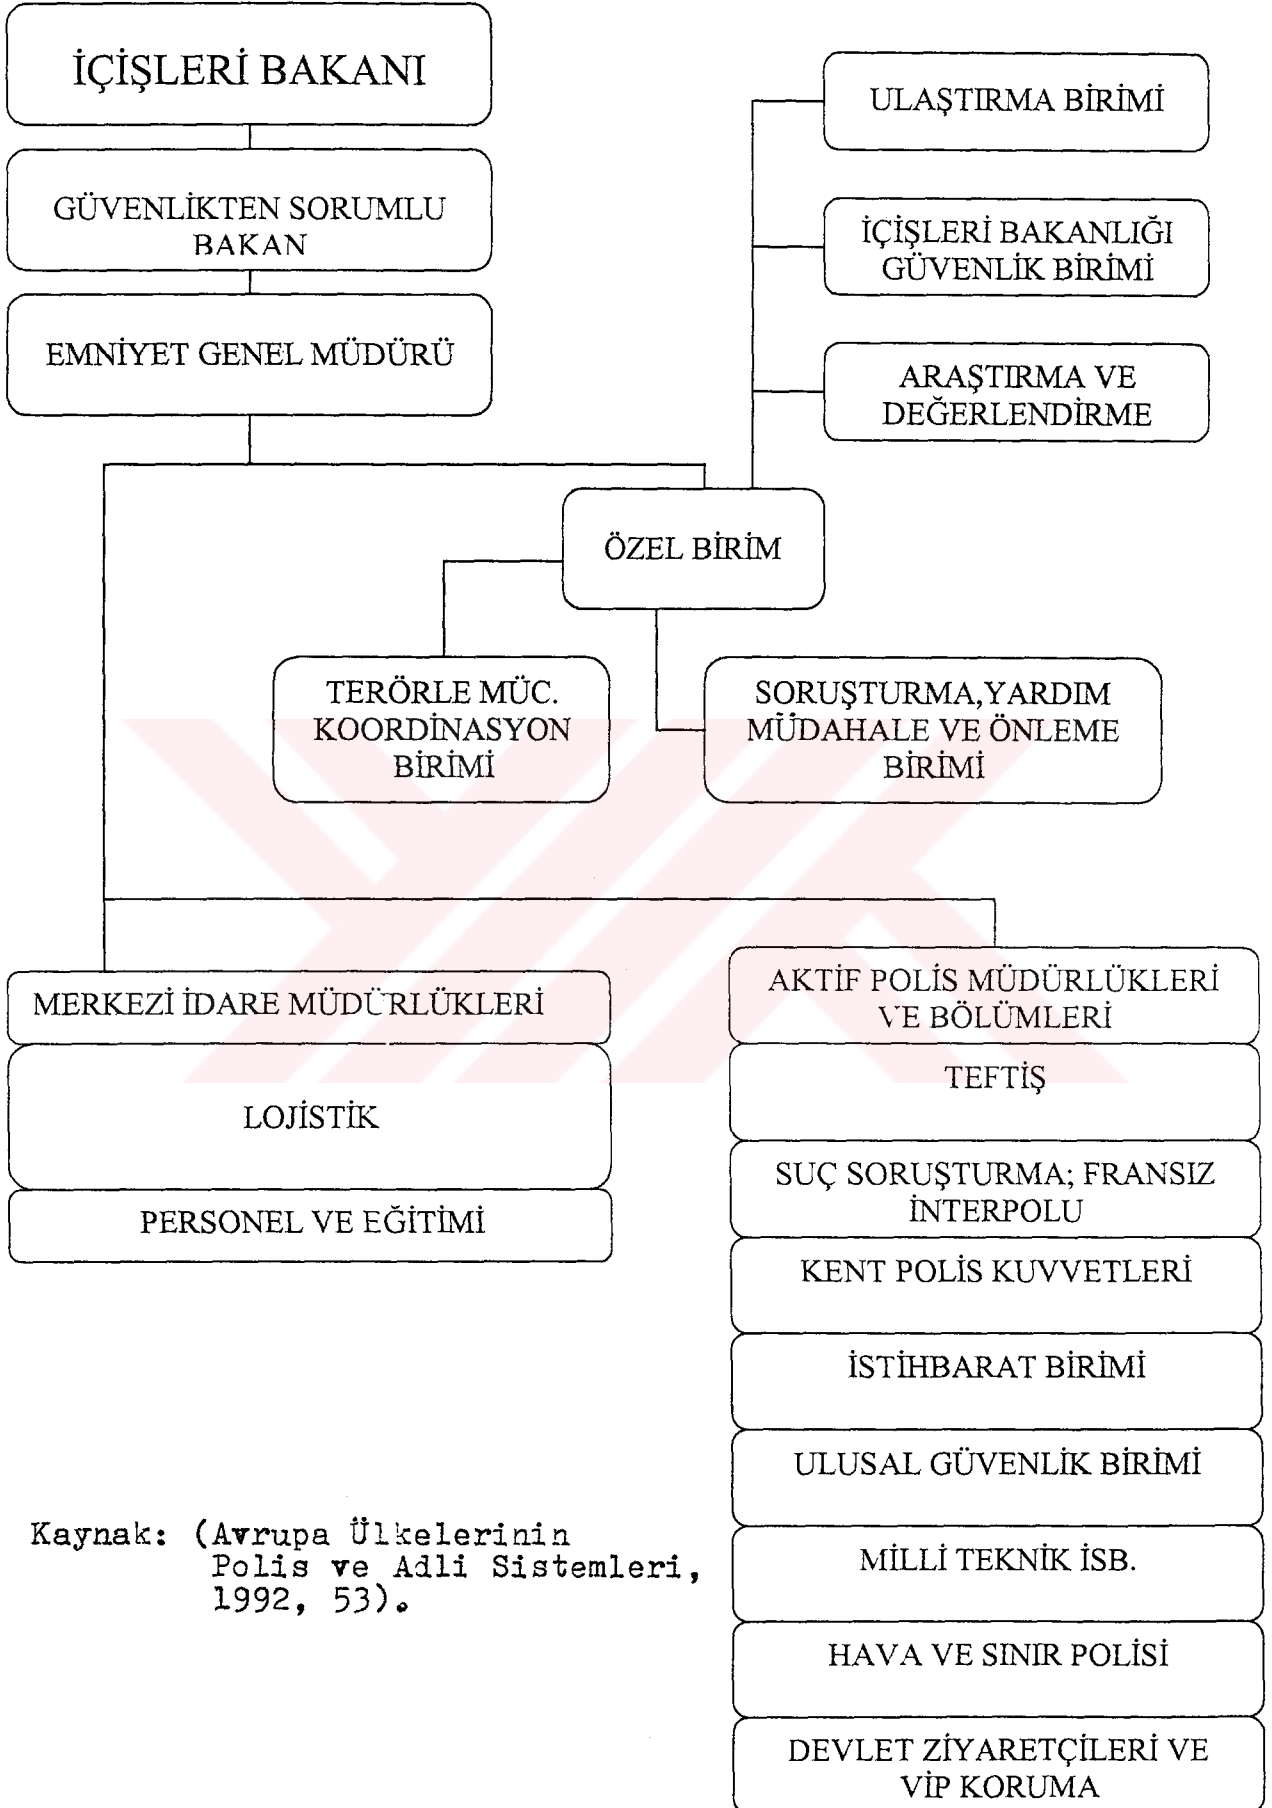 İÇİŞLERİ BAKANI
GÜVENLİKTEN SORUMLU
BAKAN
EMNİYET GENEL MÜDÜRÜ
ULAŞTIRMA BİRİMİ
İÇİŞLERİ BAKANLIĞI
GÜVENLİK BİRİMİ
ARAŞTIRMA VE
DEĞERLENDİRME
ÖZEL BİRİM
TERÖRLE MÜC.
KOORDİNASYON
BİRİMİ
SORUŞTURMA,YARDIM
MÜDAHALE VE ÖNLEME
BİRİMİ
MERKEZİ İDARE MÜDÜRLÜKLERİ
LOJİSTİK
PERSONEL VE EĞİTİMİ
AKTİF POLİS MÜDÜRLÜKLERİ
VE BÖLÜMLERİ
TEFTİŞ
SUÇ SORUŞTURMA; FRANSIZ
İNTERPOLU
KENT POLİS KUVVETLERİ
İSTİHBARAT BİRİMİ
ULUSAL GÜVENLİK BİRİMİ
MİLLİ TEKNİK İSB.
HAVA VE SINIR POLİSİ
DEVLET ZİYARETÇİLERİ VE
VİP KORUMA
Kaynak: (Avrupa Ülkelerinin
Polis ve Adli Sistemleri,
1992, 53).